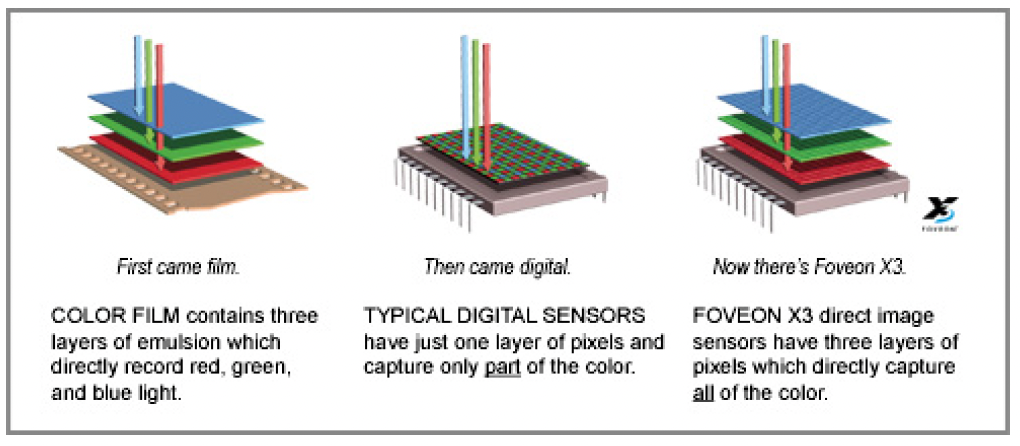 X3
FOVEON
First came film.
Then came digital.
Now there's Foveon X3.
COLOR FILM contains three
layers of emulsion which
directly record red, green,
and blue light.
TYPICAL DIGITAL SENSORS
have just one layer of pixels and
capture only part of the color.
FOVEON X3 direct image
sensors have three layers of
pixels which directly capture
all of the color.